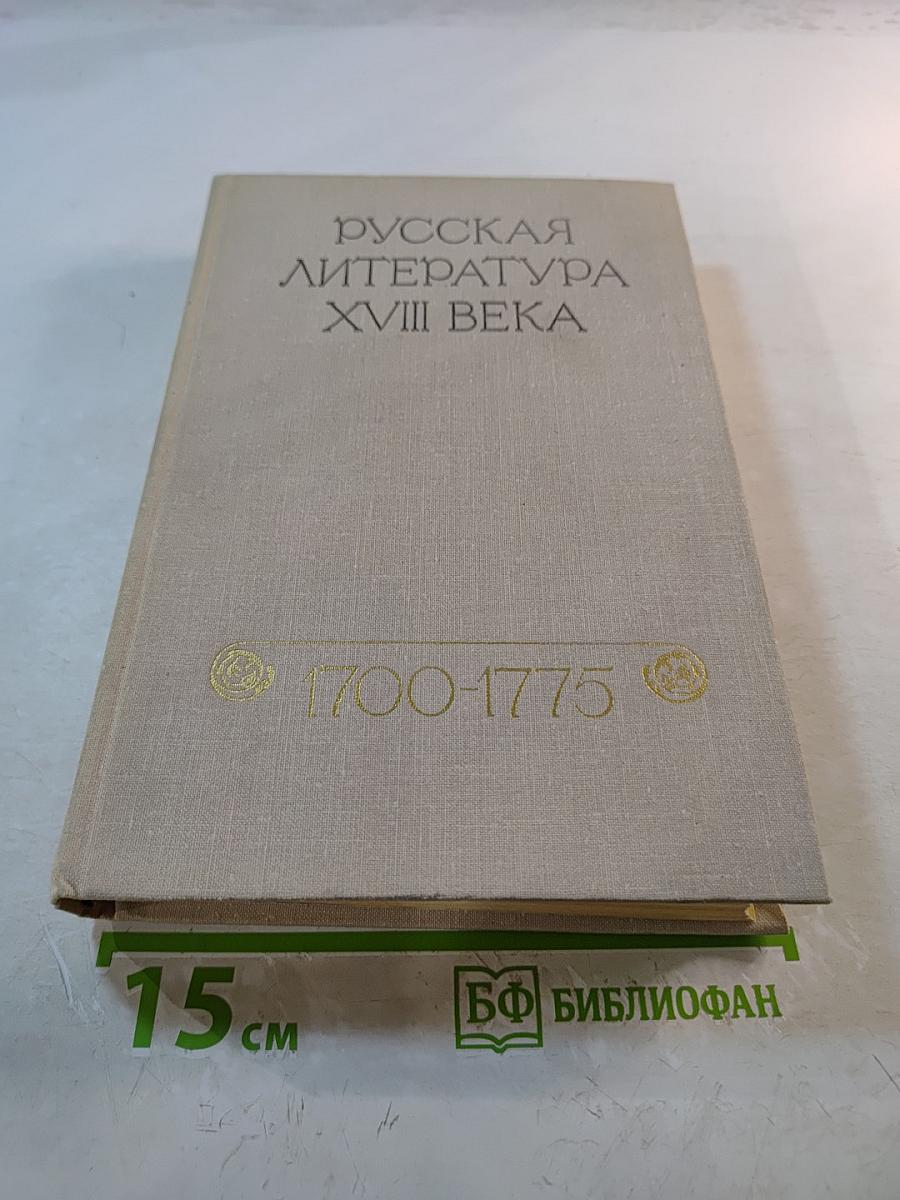 РУССКАЯ
ЛИТЕРАТУРА
XVIII ВЕКА
1700-1775
15 см
БФ БИБЛИОФАН